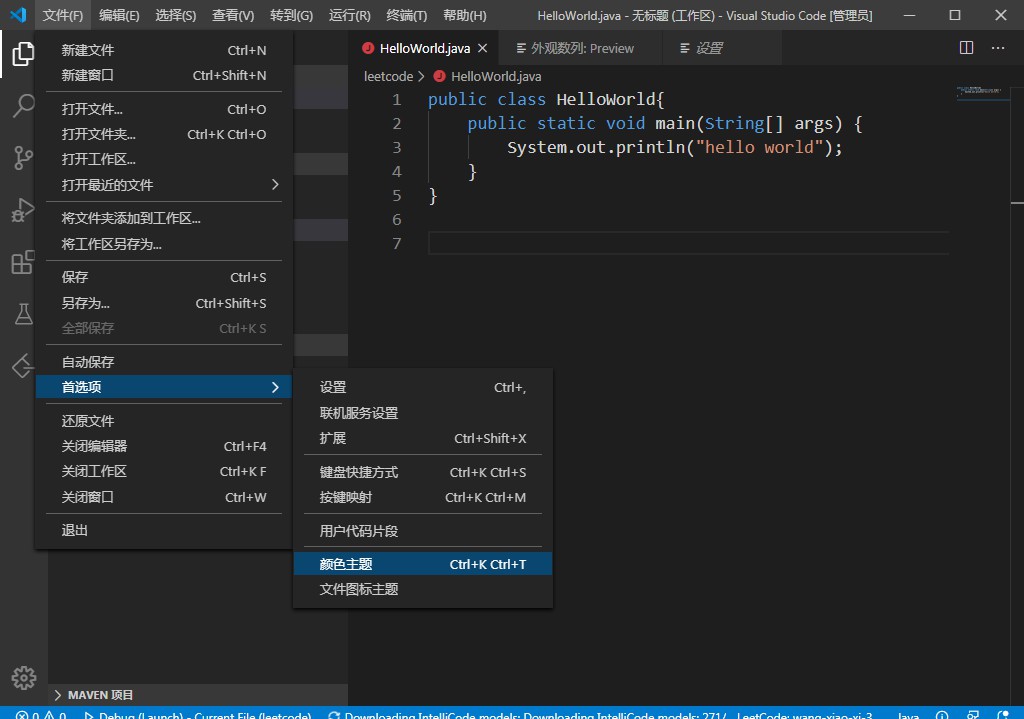 文件(F) 编辑(E) 选择(S) 查看(V) 转到(G) 运行(R) 终端(T) 帮助(H) HelloWorld.java - 无标题 (工作区) - Visual Studio Code [管理员]
新建文件 Ctrl+N
新建窗口 Ctrl+Shift+N
打开文件... Ctrl+O
打开文件夹... Ctrl+K Ctrl+O
打开工作区...
打开最近的文件
将文件夹添加到工作区...
将工作区另存为...
保存 Ctrl+S
另存为... Ctrl+Shift+S
全部保存 Ctrl+K S
自动保存
首选项
还原文件
关闭编辑器 Ctrl+F4
关闭工作区 Ctrl+K F
关闭窗口 Ctrl+W
退出
设置 Ctrl+,
联机服务设置
扩展 Ctrl+Shift+X
键盘快捷方式 Ctrl+K Ctrl+S
按键映射 Ctrl+K Ctrl+M
用户代码片段
颜色主题 Ctrl+K Ctrl+T
文件图标主题
HelloWorld.java 外观数列: Preview 设置
leetcode > HelloWorld.java
1 public class HelloWorld{
2 public static void main(String[] args) {
3 System.out.println("hello world");
4 }
5 }
6
7
MAVEN 项目
0 0 Debug (Launch) - Current File (leetcode) Downloading IntelliCode models: Downloading IntelliCode models: 271/ LeetCode: wang-xiao-xi-3 Java